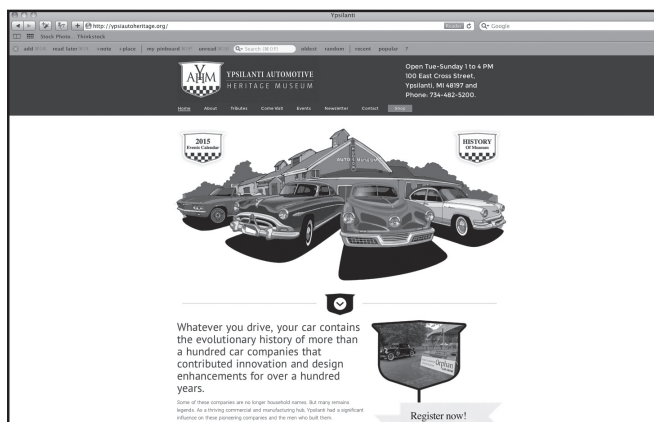 Ypsilanti
http://ypsiautoheritage.org/
Reader
Google
Stock Photo... Thinkstock
add
read later
+note
+place
my pinboard
unread
Search
oldest
random
recent
popular
?
YAHM
YPSILANTI AUTOMOTIVE
HERITAGE MUSEUM
Open Tue-Sunday 1 to 4 PM
100 East Cross Street,
Ypsilanti, MI 48197 and
Phone: 734-482-5200.
Home About Tributes Come Visit Events Newsletter Contact Shop
2015
Events Calendar
HISTORY
Of Museum
Whatever you drive, your car contains
the evolutionary history of more than
a hundred car companies that
contributed innovation and design
enhancements for over a hundred
years.
Some of these companies are no longer household names. But many remains
legends. As a thriving commercial and manufacturing hub, Ypsilanti had a significant
influence on these pioneering companies and the men who built them.
Orphan
Register now!